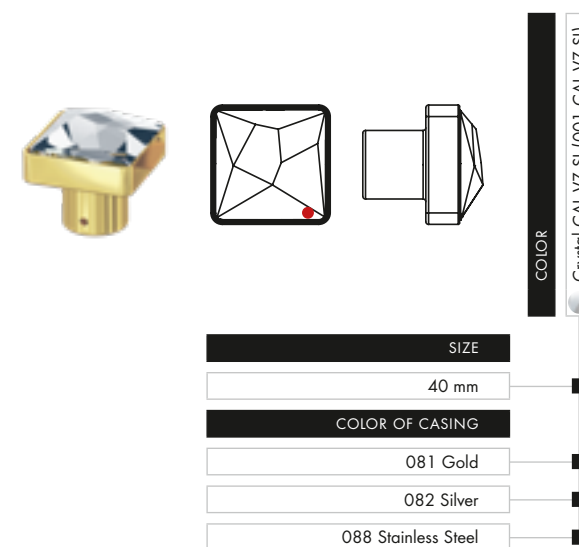 COLOR
Crystal CAL VZ SI (001 CAL VZ SI)
SIZE
40 mm
COLOR OF CASING
081 Gold
082 Silver
088 Stainless Steel